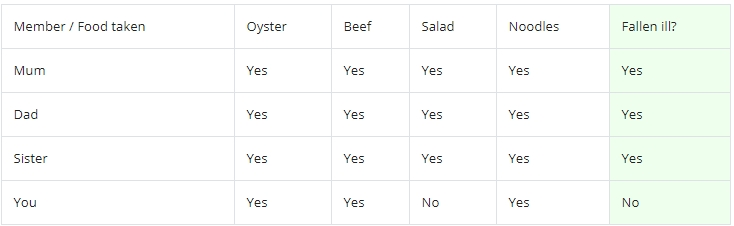 Member / Food taken Oyster Beef Salad Noodles Fallen ill?
Mum Yes Yes Yes Yes Yes
Dad Yes Yes Yes Yes Yes
Sister Yes Yes Yes Yes Yes
You Yes Yes No Yes No